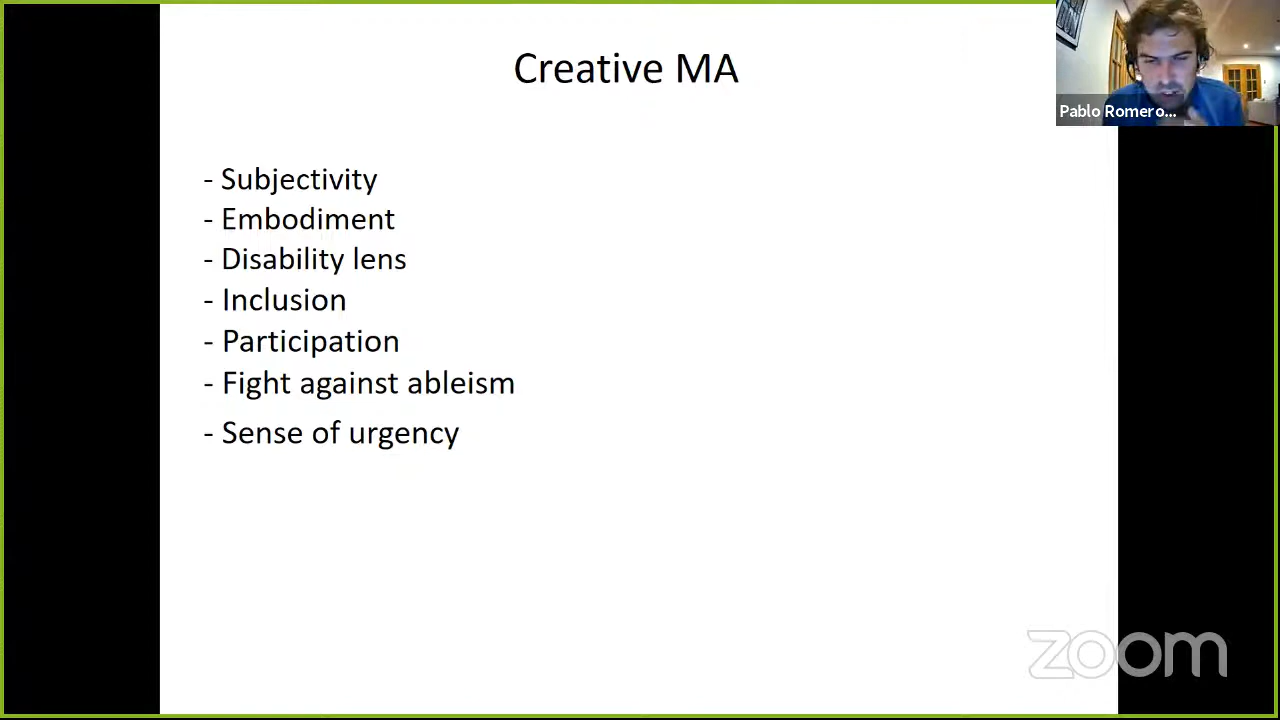 Creative MA
Pablo Romero...
- Subjectivity
- Embodiment
- Disability lens
- Inclusion
- Participation
- Fight against ableism
- Sense of urgency
zoom